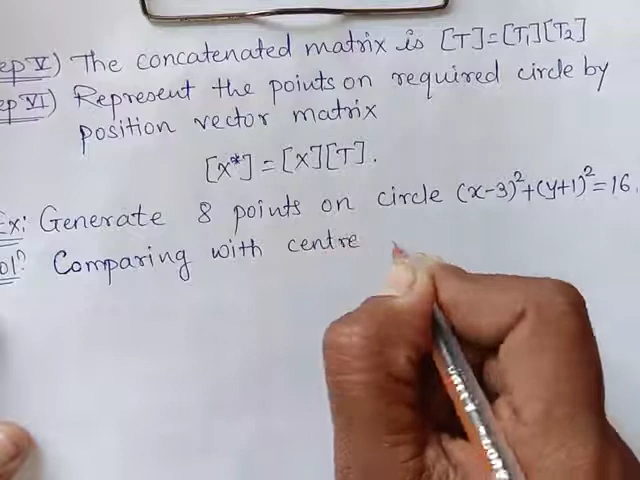 ep V) The concatenated matrix is [T]=[T₁][T₂]
ep VI) Represent the points on required circle by
position vector matrix
[X*] = [X][T].
Ex: Generate 8 points on circle (x-3)²+(y+1)²=16.
ol? Comparing with centre